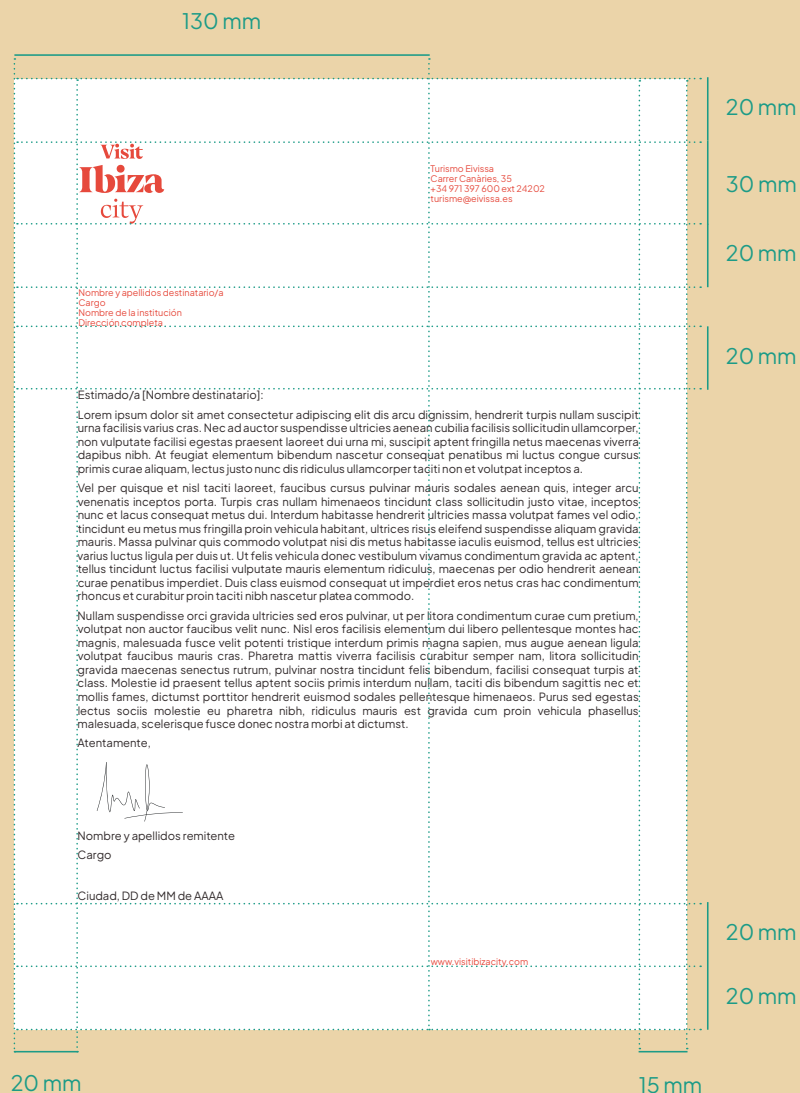 130 mm
20 mm
Visit
Ibiza
city
Turismo Eivissa
Carrer Canàries, 35
+34 971 397 600 ext 24202
turisme@eivissa.es
30 mm
20 mm
Nombre y apellidos destinatario/a
Cargo
Nombre de la institución
Dirección completa
20 mm
Estimado/a [Nombre destinatario]:
Lorem ipsum dolor sit amet consectetur adipiscing elit dis arcu dignissim, hendrerit turpis nullam suscipit
urna facilisis varius cras. Nec ad auctor suspendisse ultricies aenean cubilia facilisis sollicitudin ullamcorper,
non vulputate facilisi egestas praesent laoreet dui urna mi, suscipit aptent fringilla netus maecenas viverra
dapibus nibh. At feugiat elementum bibendum nascetur consequat penatibus mi luctus congue cursus
primis curae aliquam, lectus justo nunc dis ridiculus ullamcorper taciti non et volutpat inceptos a.
Vel per quisque et nisl taciti laoreet, faucibus cursus pulvinar mauris sodales aenean quis, integer arcu
venenatis inceptos porta. Turpis cras nullam himenaeos tincidunt class sollicitudin justo vitae, inceptos
nunc et lacus consequat metus dui. Interdum habitasse hendrerit ultricies massa volutpat fames vel odio,
tincidunt eu metus mus fringilla proin vehicula habitant, ultrices risus eleifend suspendisse aliquam gravida
mauris. Massa pulvinar quis commodo volutpat nisi dis metus habitasse iaculis euismod, tellus est ultricies
varius luctus ligula per duis ut. Ut felis vehicula donec vestibulum vivamus condimentum gravida ac aptent,
tellus tincidunt luctus facilisi vulputate mauris elementum ridiculus, maecenas per odio hendrerit aenean
curae penatibus imperdiet. Duis class euismod consequat ut imperdiet eros netus cras hac condimentum
rhoncus et curabitur proin taciti nibh nascetur platea commodo.
Nullam suspendisse orci gravida ultricies sed eros pulvinar, ut per litora condimentum curae cum pretium,
volutpat non auctor faucibus velit nunc. Nisl eros facilisis elementum dui libero pellentesque montes hac
magnis, malesuada fusce velit potenti tristique interdum primis magna sapien, mus augue aenean ligula
volutpat faucibus mauris cras. Pharetra mattis viverra facilisis curabitur semper nam, litora sollicitudin
gravida maecenas senectus rutrum, pulvinar nostra tincidunt felis bibendum, facilisi consequat turpis at
class. Molestie id praesent tellus aptent sociis primis interdum nullam, taciti dis bibendum sagittis nec et
mollis fames, dictumst porttitor hendrerit euismod sodales pellentesque himenaeos. Purus sed egestas
lectus sociis molestie eu pharetra nibh, ridiculus mauris est gravida cum proin vehicula phasellus
malesuada, scelerisque fusce donec nostra morbi at dictumst.
Atentamente,
Nombre y apellidos remitente
Cargo
Ciudad, DD de MM de AAAA
20 mm
www.visitibizacity.com
20 mm
20 mm
15 mm